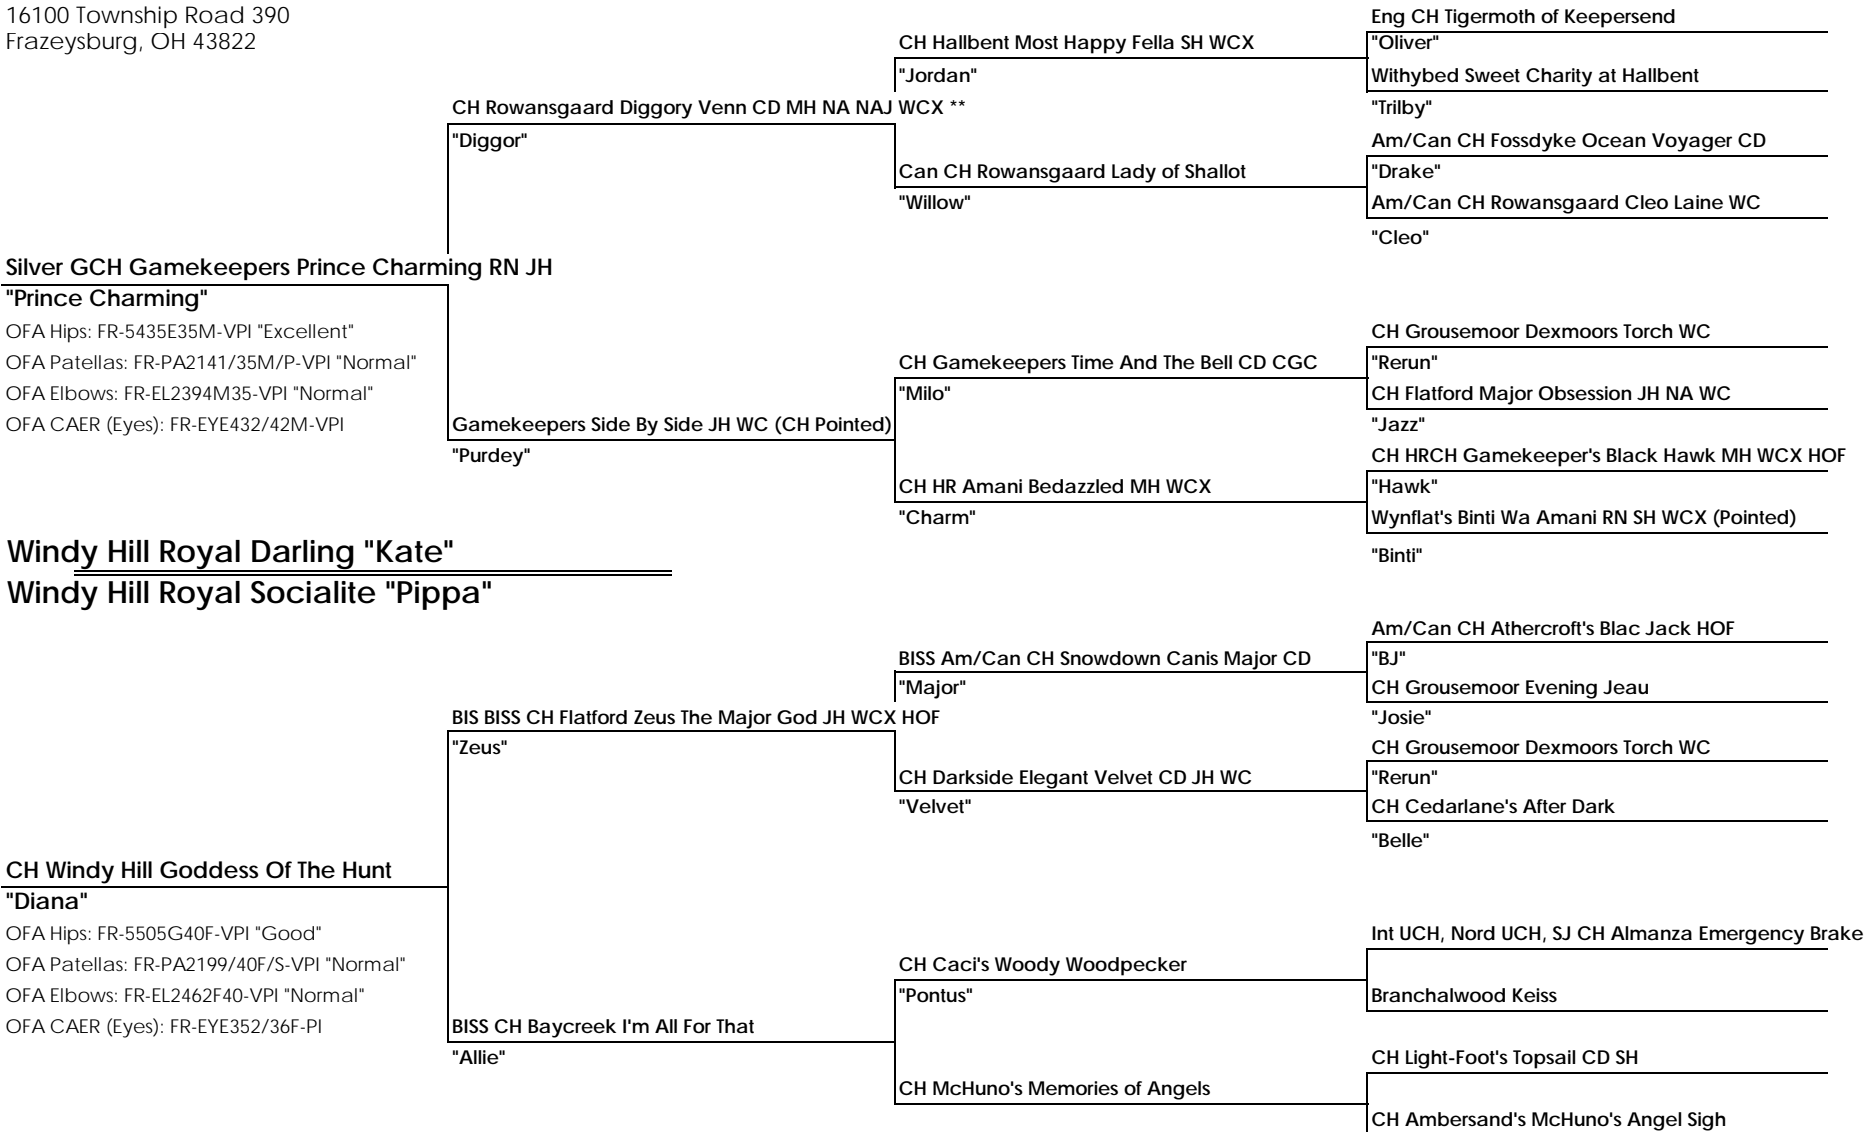 16100 Township Road 390
Frazeysburg, OH 43822
Eng CH Tigermoth of Keepersend
CH Hallbent Most Happy Fella SH WCX
"Oliver"
"Jordan"
Withybed Sweet Charity at Hallbent
CH Rowansgaard Diggory Venn CD MH NA NAJ WCX **
"Trilby"
"Diggor"
Am/Can CH Fossdyke Ocean Voyager CD
Can CH Rowansgaard Lady of Shallot
"Drake"
"Willow"
Am/Can CH Rowansgaard Cleo Laine WC
"Cleo"
Silver GCH Gamekeepers Prince Charming RN JH
"Prince Charming"
OFA Hips: FR-5435E35M-VPI "Excellent"
CH Grousemoor Dexmoors Torch WC
OFA Patellas: FR-PA2141/35M/P-VPI "Normal"
CH Gamekeepers Time And The Bell CD CGC
"Rerun"
OFA Elbows: FR-EL2394M35-VPI "Normal"
"Milo"
CH Flatford Major Obsession JH NA WC
OFA CAER (Eyes): FR-EYE432/42M-VPI
Gamekeepers Side By Side JH WC (CH Pointed)
"Jazz"
"Purdey"
CH HRCH Gamekeeper's Black Hawk MH WCX HOF
CH HR Amani Bedazzled MH WCX
"Hawk"
"Charm"
Wynflat's Binti Wa Amani RN SH WCX (Pointed)
Windy Hill Royal Darling "Kate"
"Binti"
Windy Hill Royal Socialite "Pippa"
Am/Can CH Athercroft's Blac Jack HOF
BISS Am/Can CH Snowdown Canis Major CD
"BJ"
"Major"
CH Grousemoor Evening Jeau
BIS BISS CH Flatford Zeus The Major God JH WCX HOF
"Josie"
"Zeus"
CH Grousemoor Dexmoors Torch WC
CH Darkside Elegant Velvet CD JH WC
"Rerun"
"Velvet"
CH Cedarlane's After Dark
"Belle"
CH Windy Hill Goddess Of The Hunt
"Diana"
OFA Hips: FR-5505G40F-VPI "Good"
Int UCH, Nord UCH, SJ CH Almanza Emergency Brake
OFA Patellas: FR-PA2199/40F/S-VPI "Normal"
CH Caci's Woody Woodpecker
OFA Elbows: FR-EL2462F40-VPI "Normal"
"Pontus"
Branchalwood Keiss
OFA CAER (Eyes): FR-EYE352/36F-PI
BISS CH Baycreek I'm All For That
"Allie"
CH Light-Foot's Topsail CD SH
CH McHuno's Memories of Angels
CH Ambersand's McHuno's Angel Sigh